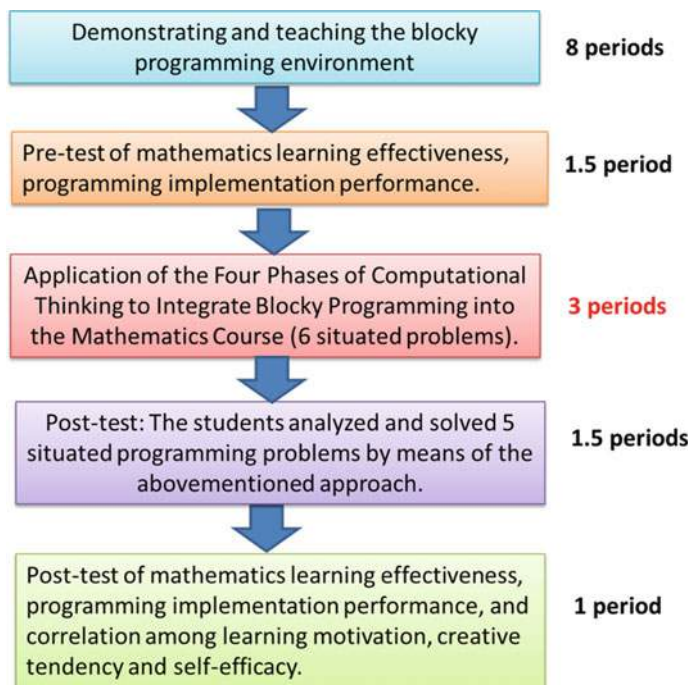 Demonstrating and teaching the blocky
programming environment
8 periods
Pre-test of mathematics learning effectiveness,
programming implementation performance.
1.5 period
Application of the Four Phases of Computational
Thinking to Integrate Blocky Programming into
the Mathematics Course (6 situated problems).
3 periods
Post-test: The students analyzed and solved 5
situated programming problems by means of the
abovementioned approach.
1.5 periods
Post-test of mathematics learning effectiveness,
programming implementation performance, and
correlation among learning motivation, creative
tendency and self-efficacy.
1 period